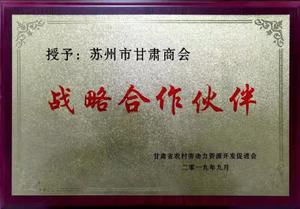 授予：苏州市甘肃商会
战略合作伙伴
甘肃省农村劳动力资源开发促进会
二零一九年九月